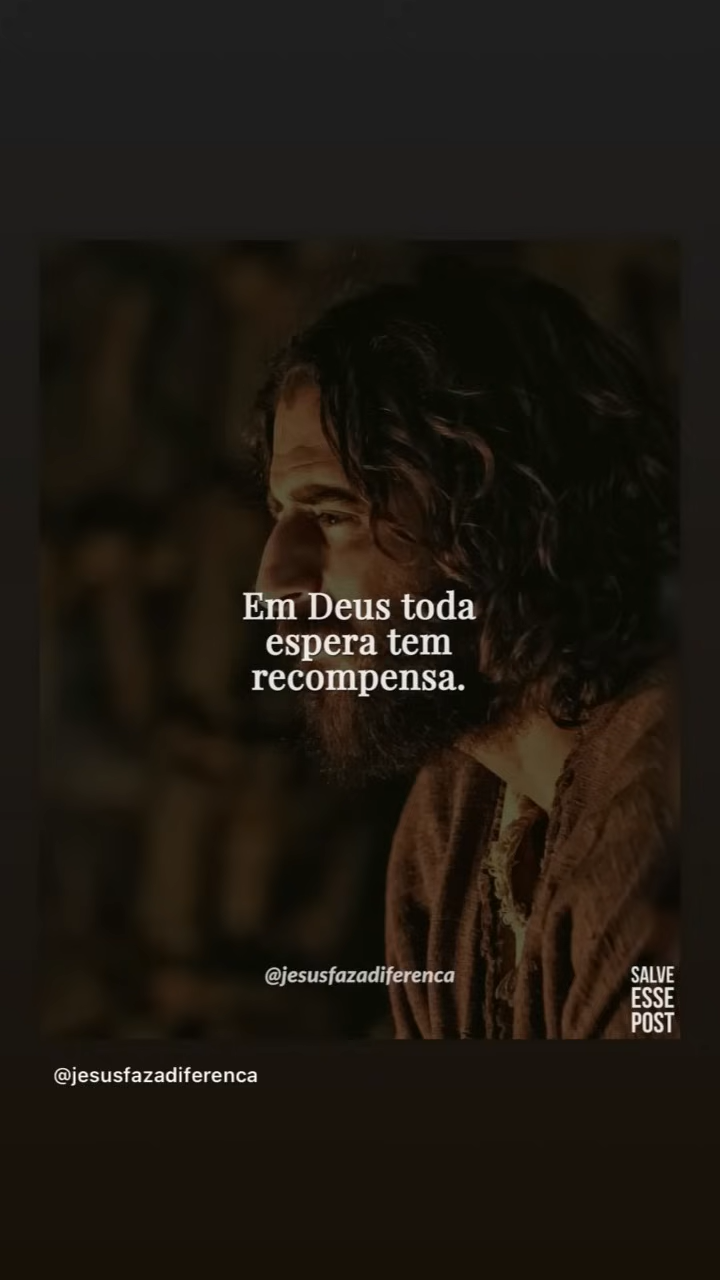 Em Deus toda
espera tem
recompensa.
@jesusfazadiferenca
SALVE
ESSE
POST
@jesusfazadiferenca